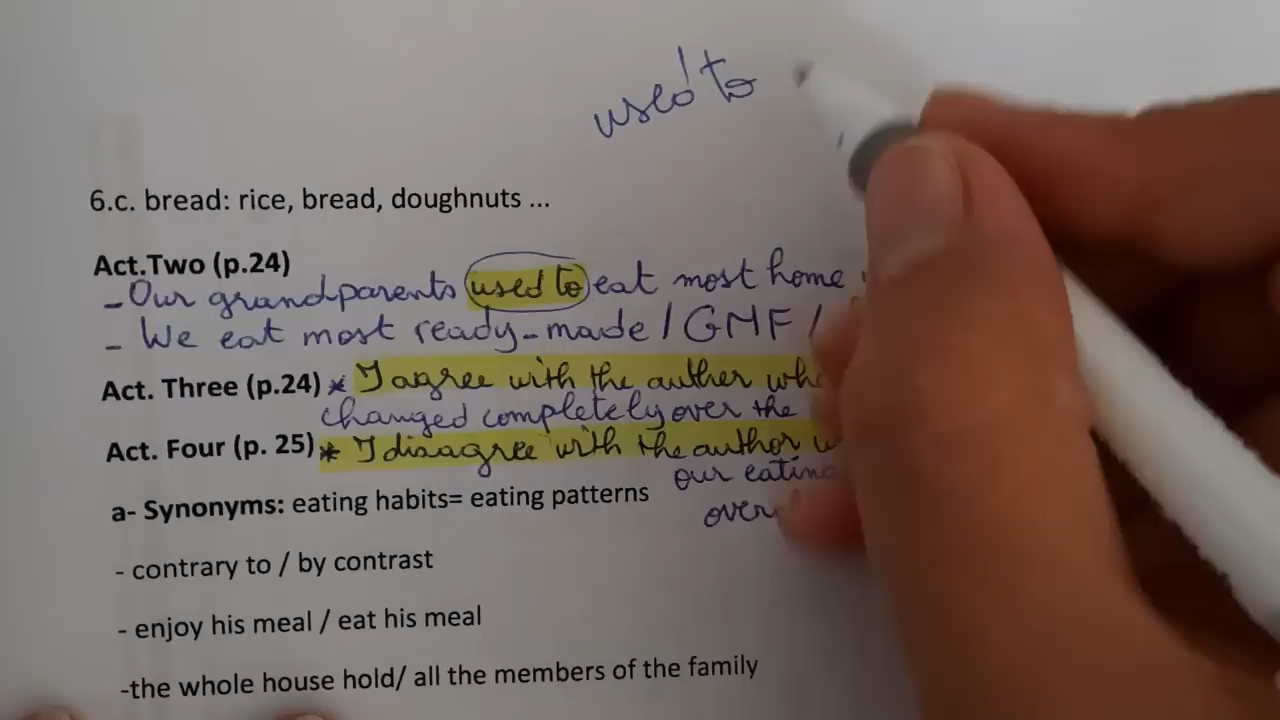 used to
6.c. bread: rice, bread, doughnuts ...
Act.Two (p.24)
- Our grandparents used to eat most home
- We eat most ready-made / GMF /
Act. Three (p.24) * I agree with the auther
changed completely over the
Act. Four (p. 25) * I disagree with the author
our eating
a- Synonyms: eating habits= eating patterns
over
- contrary to / by contrast
- enjoy his meal / eat his meal
-the whole house hold/ all the members of the family